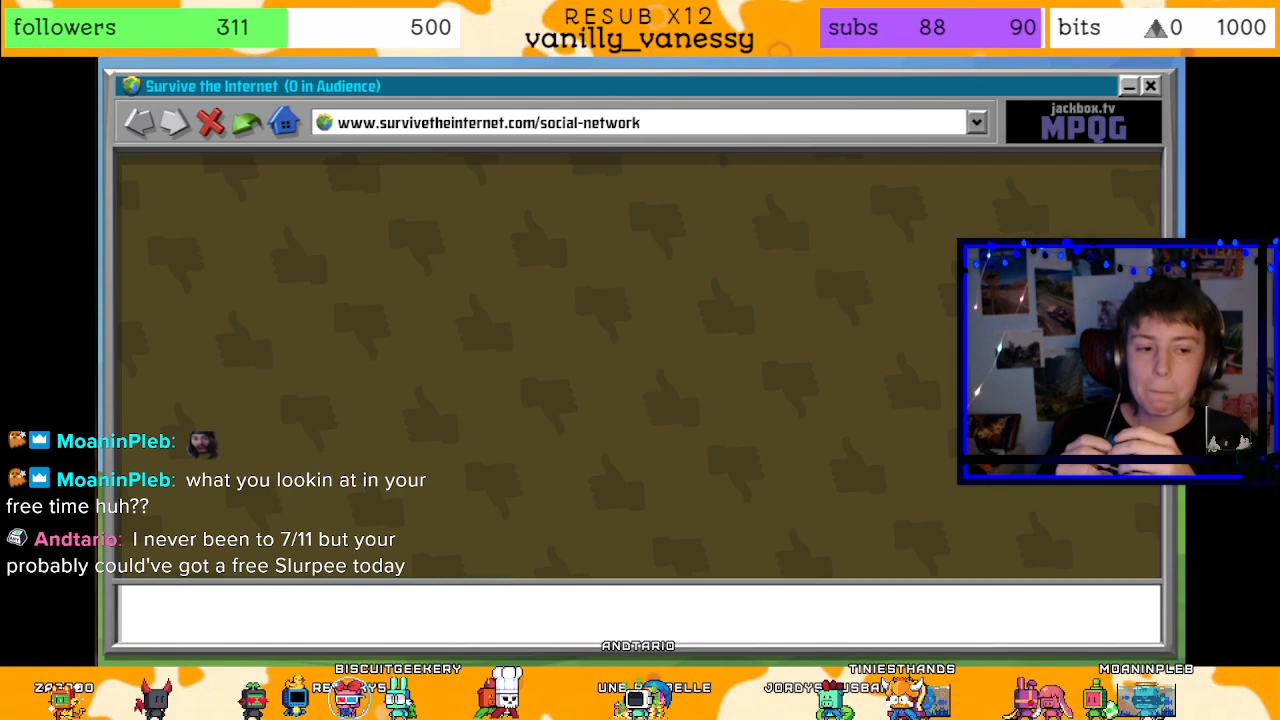 followers 311 500
RESUB X12
vanilly_vanessy
subs 88 90
bits 0 1000
Survive the Internet (0 in Audience)
www.survivetheinternet.com/social-network
jackbox.tv
MPQG
MoaninPleb:
MoaninPleb: what you lookin at in your
free time huh??
Andtario: I never been to 7/11 but your
probably could've got a free Slurpee today
ANDTARIO
BISCUITGEEKERY
TINIESTHANDS
MOANINPLEB